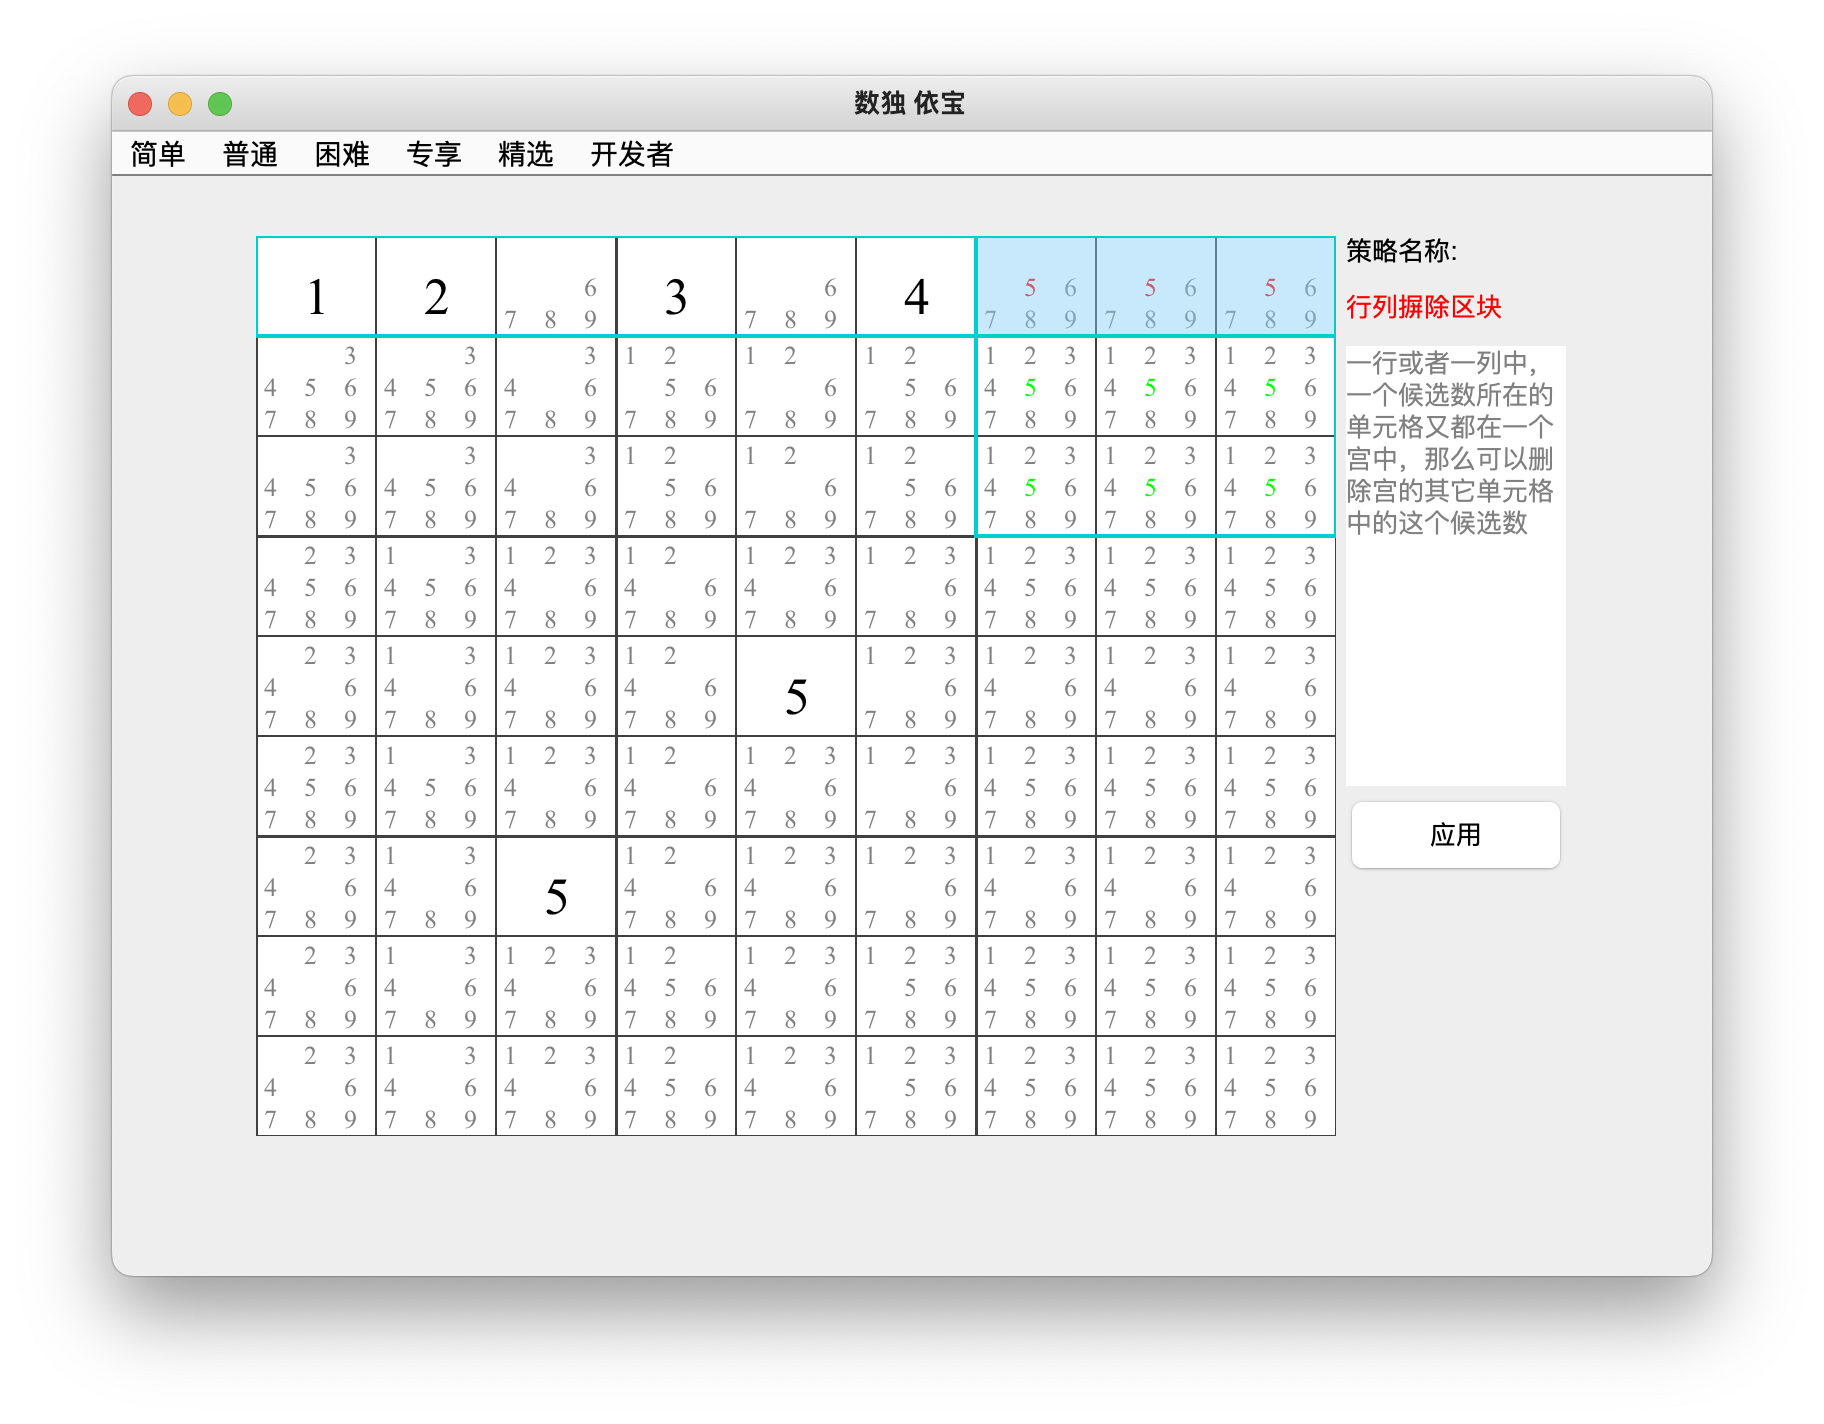 数独 依宝
简单 普通 困难 专享 精选 开发者
6 6 5 6 5 6 5 6
1 2 3 4
7 8 9 7 8 9 7 8 9 7 8 9 7 8 9
3 3 3 1 2 1 2 1 2 1 2 3 1 2 3 1 2 3
4 5 6 4 5 6 4 6 5 6 6 5 6 4 5 6 4 5 6 4 5 6
7 8 9 7 8 9 7 8 9 7 8 9 7 8 9 7 8 9 7 8 9 7 8 9 7 8 9
3 3 3 1 2 1 2 1 2 1 2 3 1 2 3 1 2 3
4 5 6 4 5 6 4 6 5 6 6 5 6 4 5 6 4 5 6 4 5 6
7 8 9 7 8 9 7 8 9 7 8 9 7 8 9 7 8 9 7 8 9 7 8 9 7 8 9
2 3 1 3 1 2 3 1 2 1 2 3 1 2 3 1 2 3 1 2 3 1 2 3
4 5 6 4 5 6 4 6 4 6 4 6 6 4 5 6 4 5 6 4 5 6
7 8 9 7 8 9 7 8 9 7 8 9 7 8 9 7 8 9 7 8 9 7 8 9 7 8 9
2 3 1 3 1 2 3 1 2 1 2 3 1 2 3 1 2 3 1 2 3
4 6 4 6 4 6 4 6 5 6 4 6 4 6 4 6
7 8 9 7 8 9 7 8 9 7 8 9 7 8 9 7 8 9 7 8 9 7 8 9
2 3 1 3 1 2 3 1 2 1 2 3 1 2 3 1 2 3 1 2 3 1 2 3
4 5 6 4 5 6 4 6 4 6 4 6 6 4 5 6 4 5 6 4 5 6
7 8 9 7 8 9 7 8 9 7 8 9 7 8 9 7 8 9 7 8 9 7 8 9 7 8 9
2 3 1 3 1 2 1 2 3 1 2 3 1 2 3 1 2 3 1 2 3
4 6 4 6 5 4 6 4 6 6 4 6 4 6 4 6
7 8 9 7 8 9 7 8 9 7 8 9 7 8 9 7 8 9 7 8 9 7 8 9
2 3 1 3 1 2 3 1 2 1 2 3 1 2 3 1 2 3 1 2 3 1 2 3
4 6 4 6 4 6 4 5 6 4 6 5 6 4 5 6 4 5 6 4 5 6
7 8 9 7 8 9 7 8 9 7 8 9 7 8 9 7 8 9 7 8 9 7 8 9 7 8 9
2 3 1 3 1 2 3 1 2 1 2 3 1 2 3 1 2 3 1 2 3 1 2 3
4 6 4 6 4 6 4 5 6 4 6 5 6 4 5 6 4 5 6 4 5 6
7 8 9 7 8 9 7 8 9 7 8 9 7 8 9 7 8 9 7 8 9 7 8 9 7 8 9
策略名称:
行列摒除区块
一行或者一列中，
一个候选数所在的
单元格又都在一个
宫中，那么可以删
除宫的其它单元格
中的这个候选数
应用